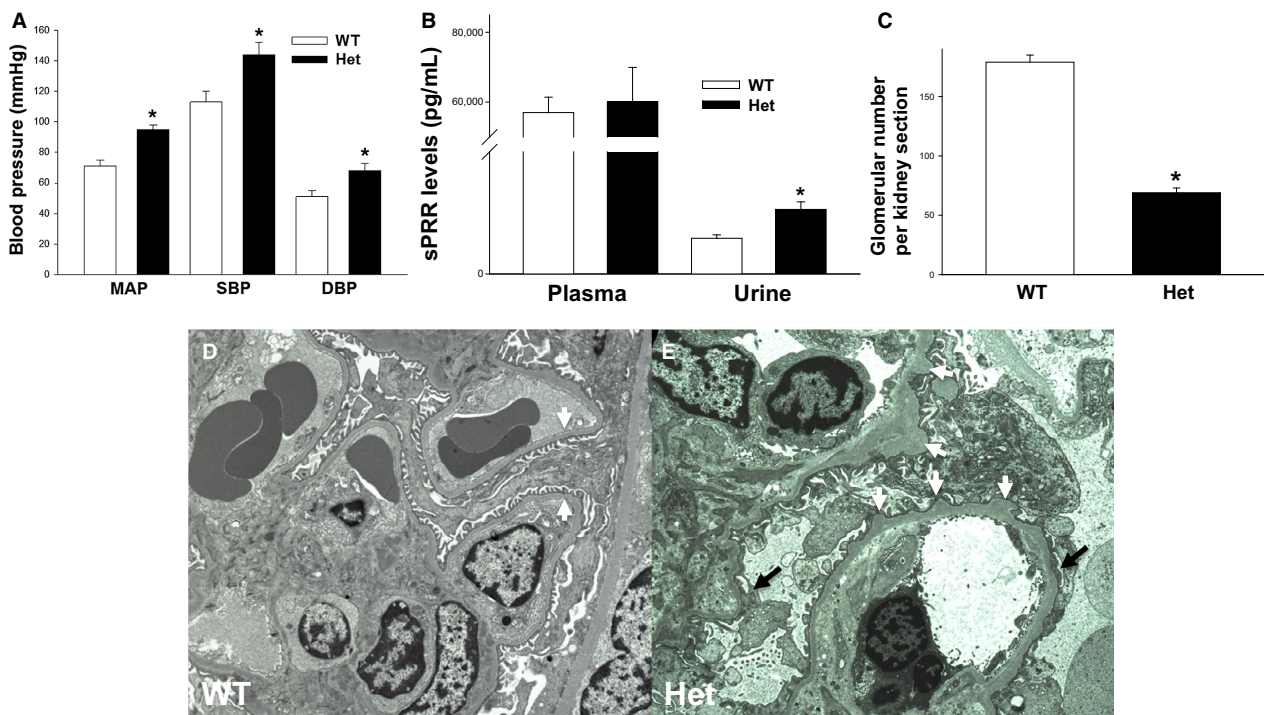 A
Blood pressure (mmHg)
160
140
120
100
80
60
40
20
0
*
*
*
WT
Het
MAP SBP DBP
B
sPRR levels (pg/mL)
80,000
60,000
0
*
WT
Het
Plasma Urine
C
Glomerular number
per kidney section
150
100
50
0
*
WT Het
D
WT
E
Het